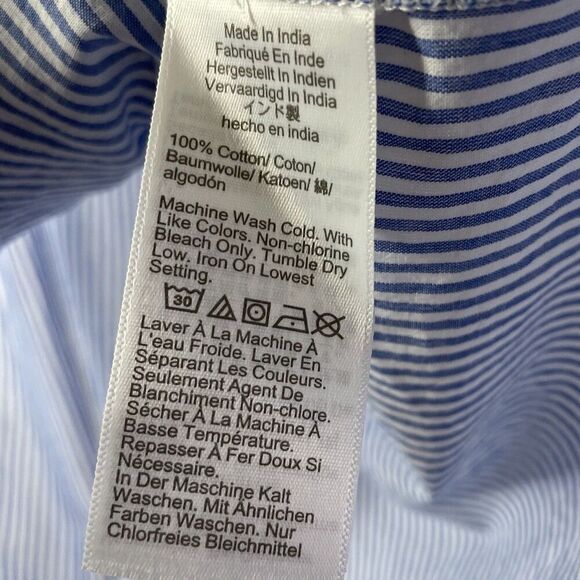 Made In India
Fabriqué En Inde
Hergestellt In Indien
Vervaardigd In India
インド製
hecho en india
100% Cotton/ Coton/
Baumwolle/ Katoen/ 綿/
algodón
Machine Wash Cold. With
Like Colors. Non-chlorine
Bleach Only. Tumble Dry
Low. Iron On Lowest
Setting.
30
Laver À La Machine À
L'eau Froide. Laver En
Séparant Les Couleurs.
Seulement Agent De
Blanchiment Non-chlore.
Sécher À La Machine À
Basse Température.
Repasser À Fer Doux Si
Nécessaire.
In Der Maschine Kalt
Waschen. Mit Ähnlichen
Farben Waschen. Nur
Chlorfreies Bleichmittel